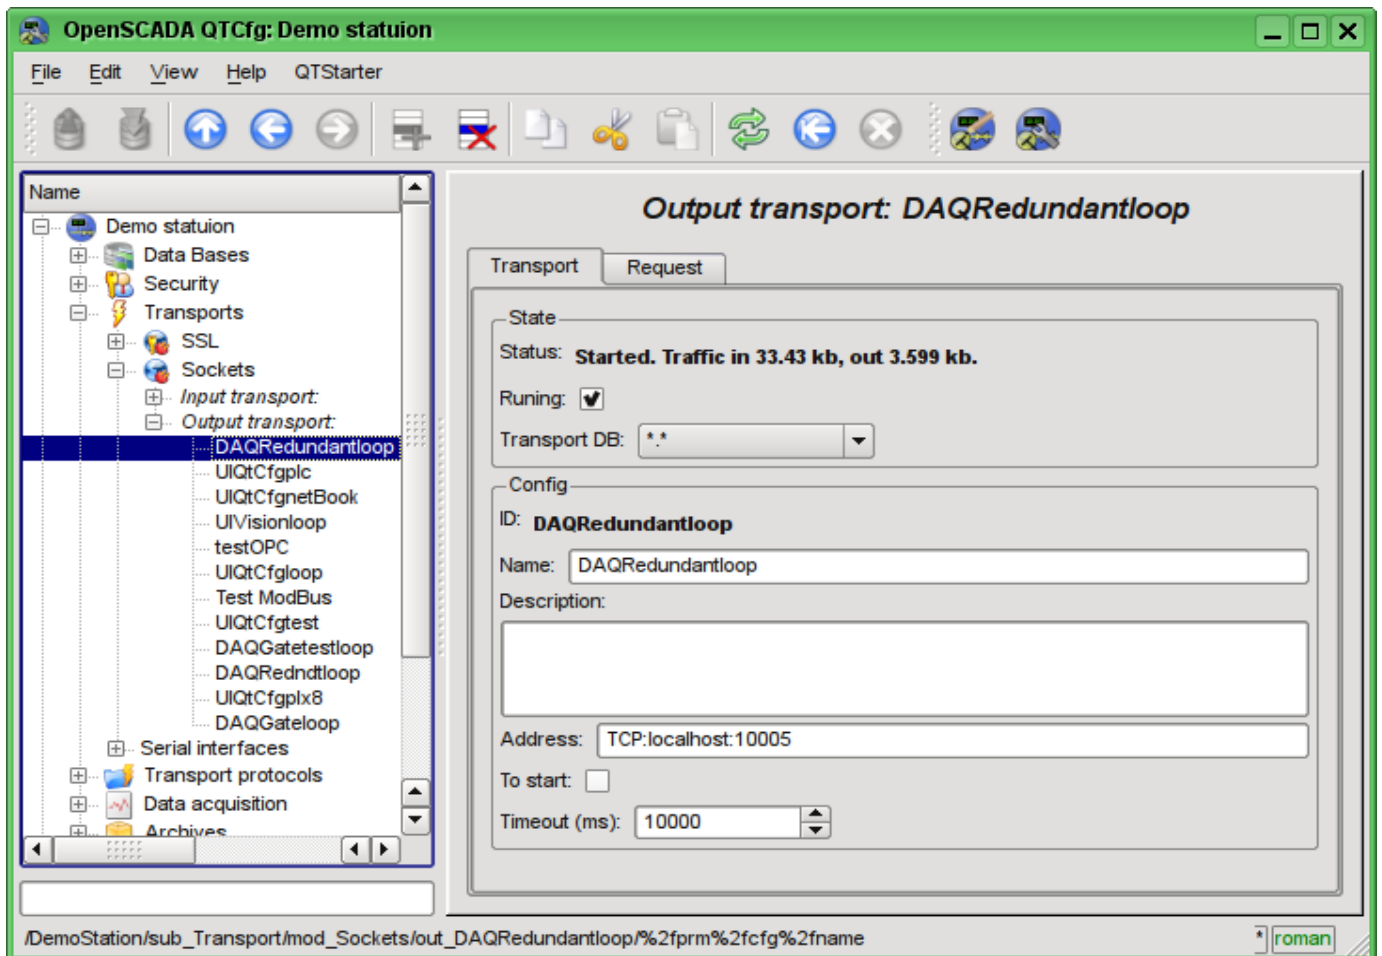 OpenSCADA QTCfg: Demo statuion
File Edit View Help QTStarter
Name
Demo statuion
Data Bases
Security
Transports
SSL
Sockets
Input transport:
Output transport:
DAQRedundantloop
UIQtCfgplc
UIQtCfgnetBook
UIVisionloop
testOPC
UIQtCfgloop
Test ModBus
UIQtCfgtest
DAQGatetestloop
DAQRedndtloop
UIQtCfgplx8
DAQGateloop
Serial interfaces
Transport protocols
Data acquisition
Archives
Output transport: DAQRedundantloop
Transport Request
State
Status: Started. Traffic in 33.43 kb, out 3.599 kb.
Runing:
Transport DB: *.*
Config
ID: DAQRedundantloop
Name: DAQRedundantloop
Description:
Address: TCP:localhost:10005
To start:
Timeout (ms): 10000
/DemoStation/sub_Transport/mod_Sockets/out_DAQRedundantloop/%2fprm%2fcfg%2fname
* roman